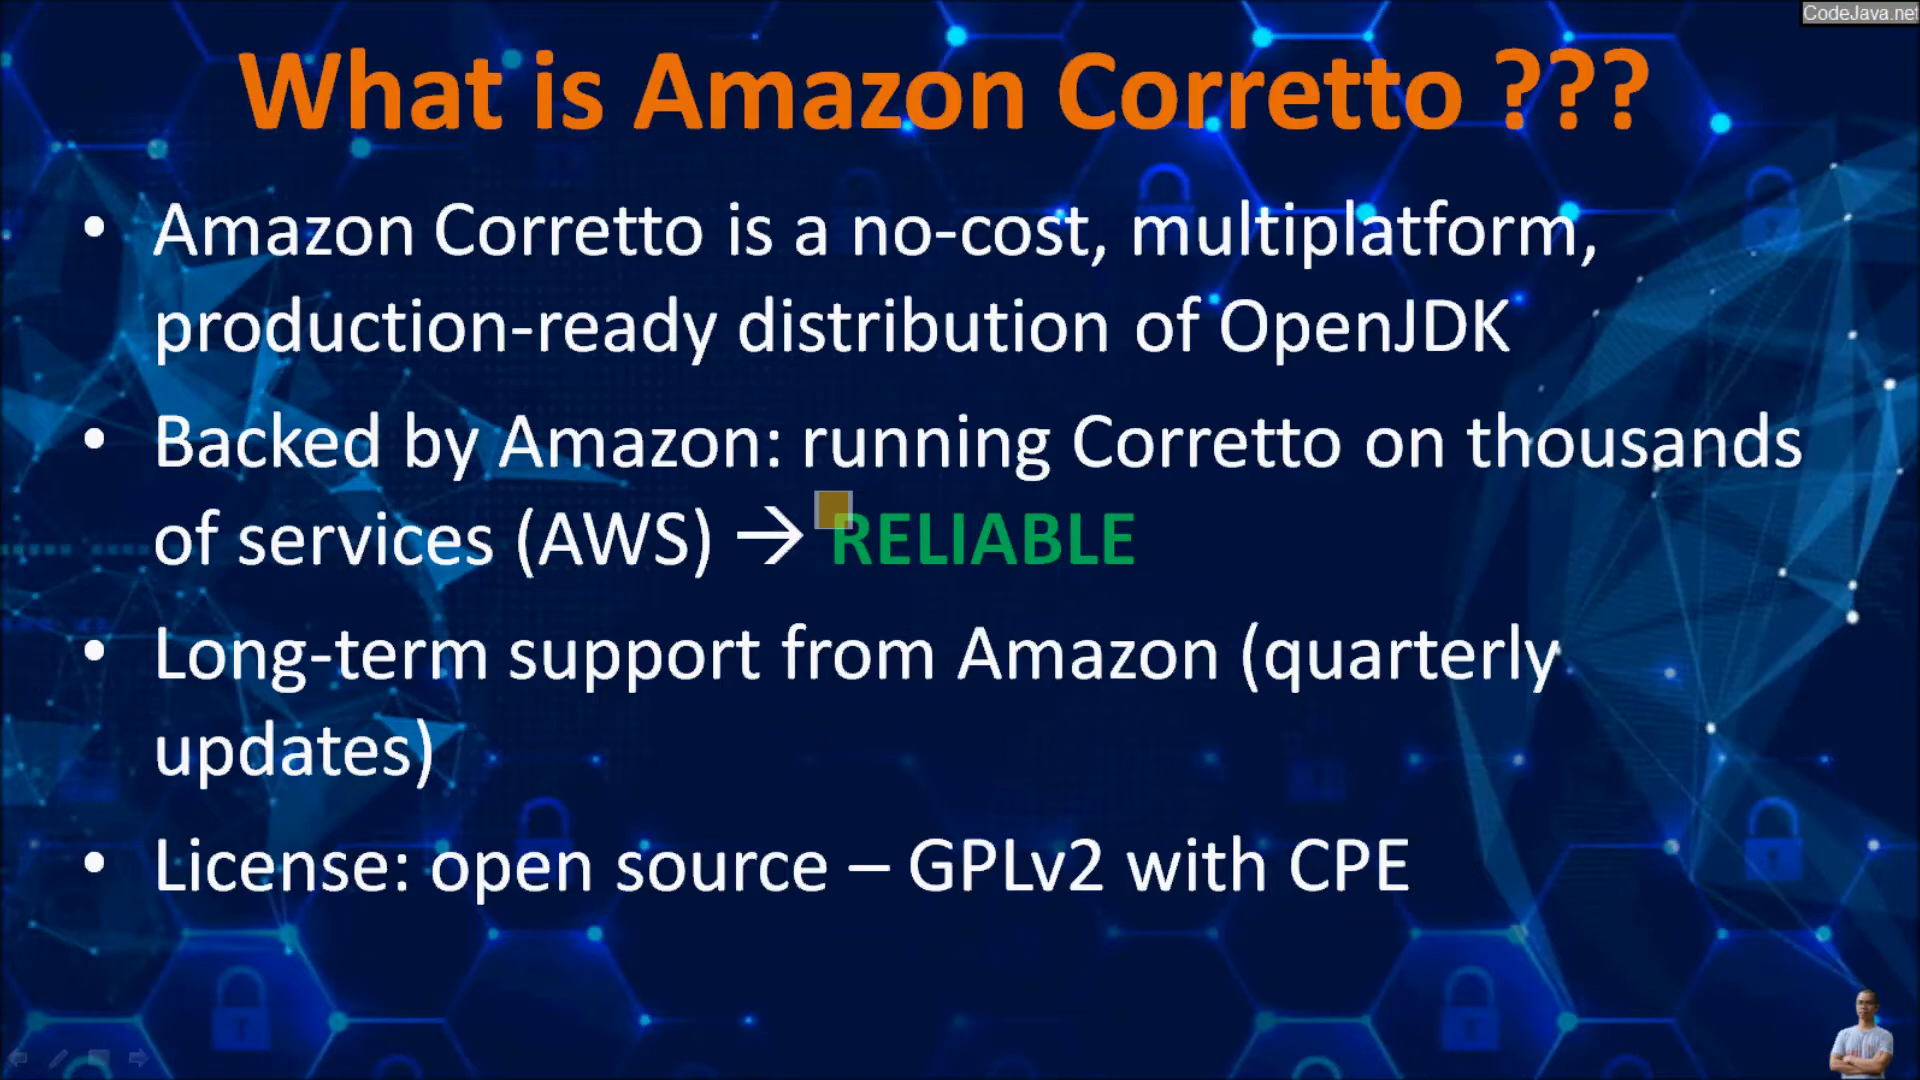 CodeJava.net
What is Amazon Corretto ???
• Amazon Corretto is a no-cost, multiplatform,
production-ready distribution of OpenJDK
• Backed by Amazon: running Corretto on thousands
of services (AWS) → RELIABLE
• Long-term support from Amazon (quarterly
updates)
• License: open source – GPLv2 with CPE